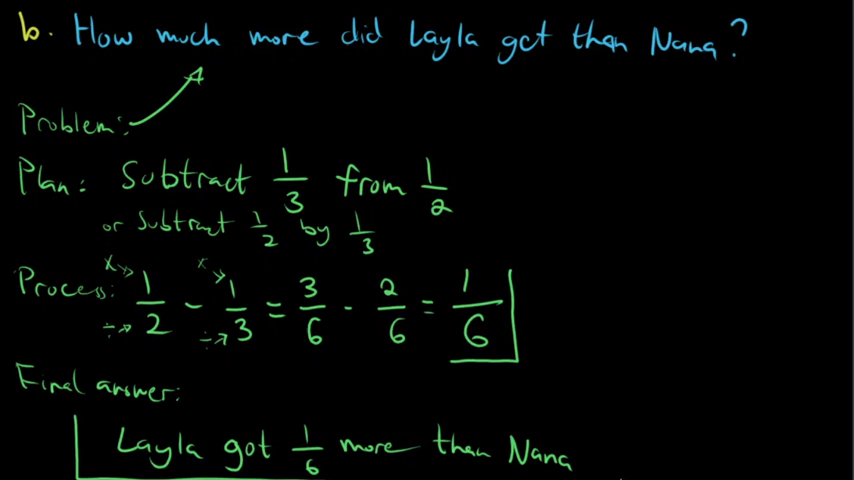 b. How much more did Layla get than Nana?
Problem:
Plan: Subtract 1/3 from 1/2
or Subtract 1/2 by 1/3
Process: x 1/2 ÷ - x 1/3 ÷ = 3/6 - 2/6 = 1/6
Final answer:
Layla got 1/6 more than Nana